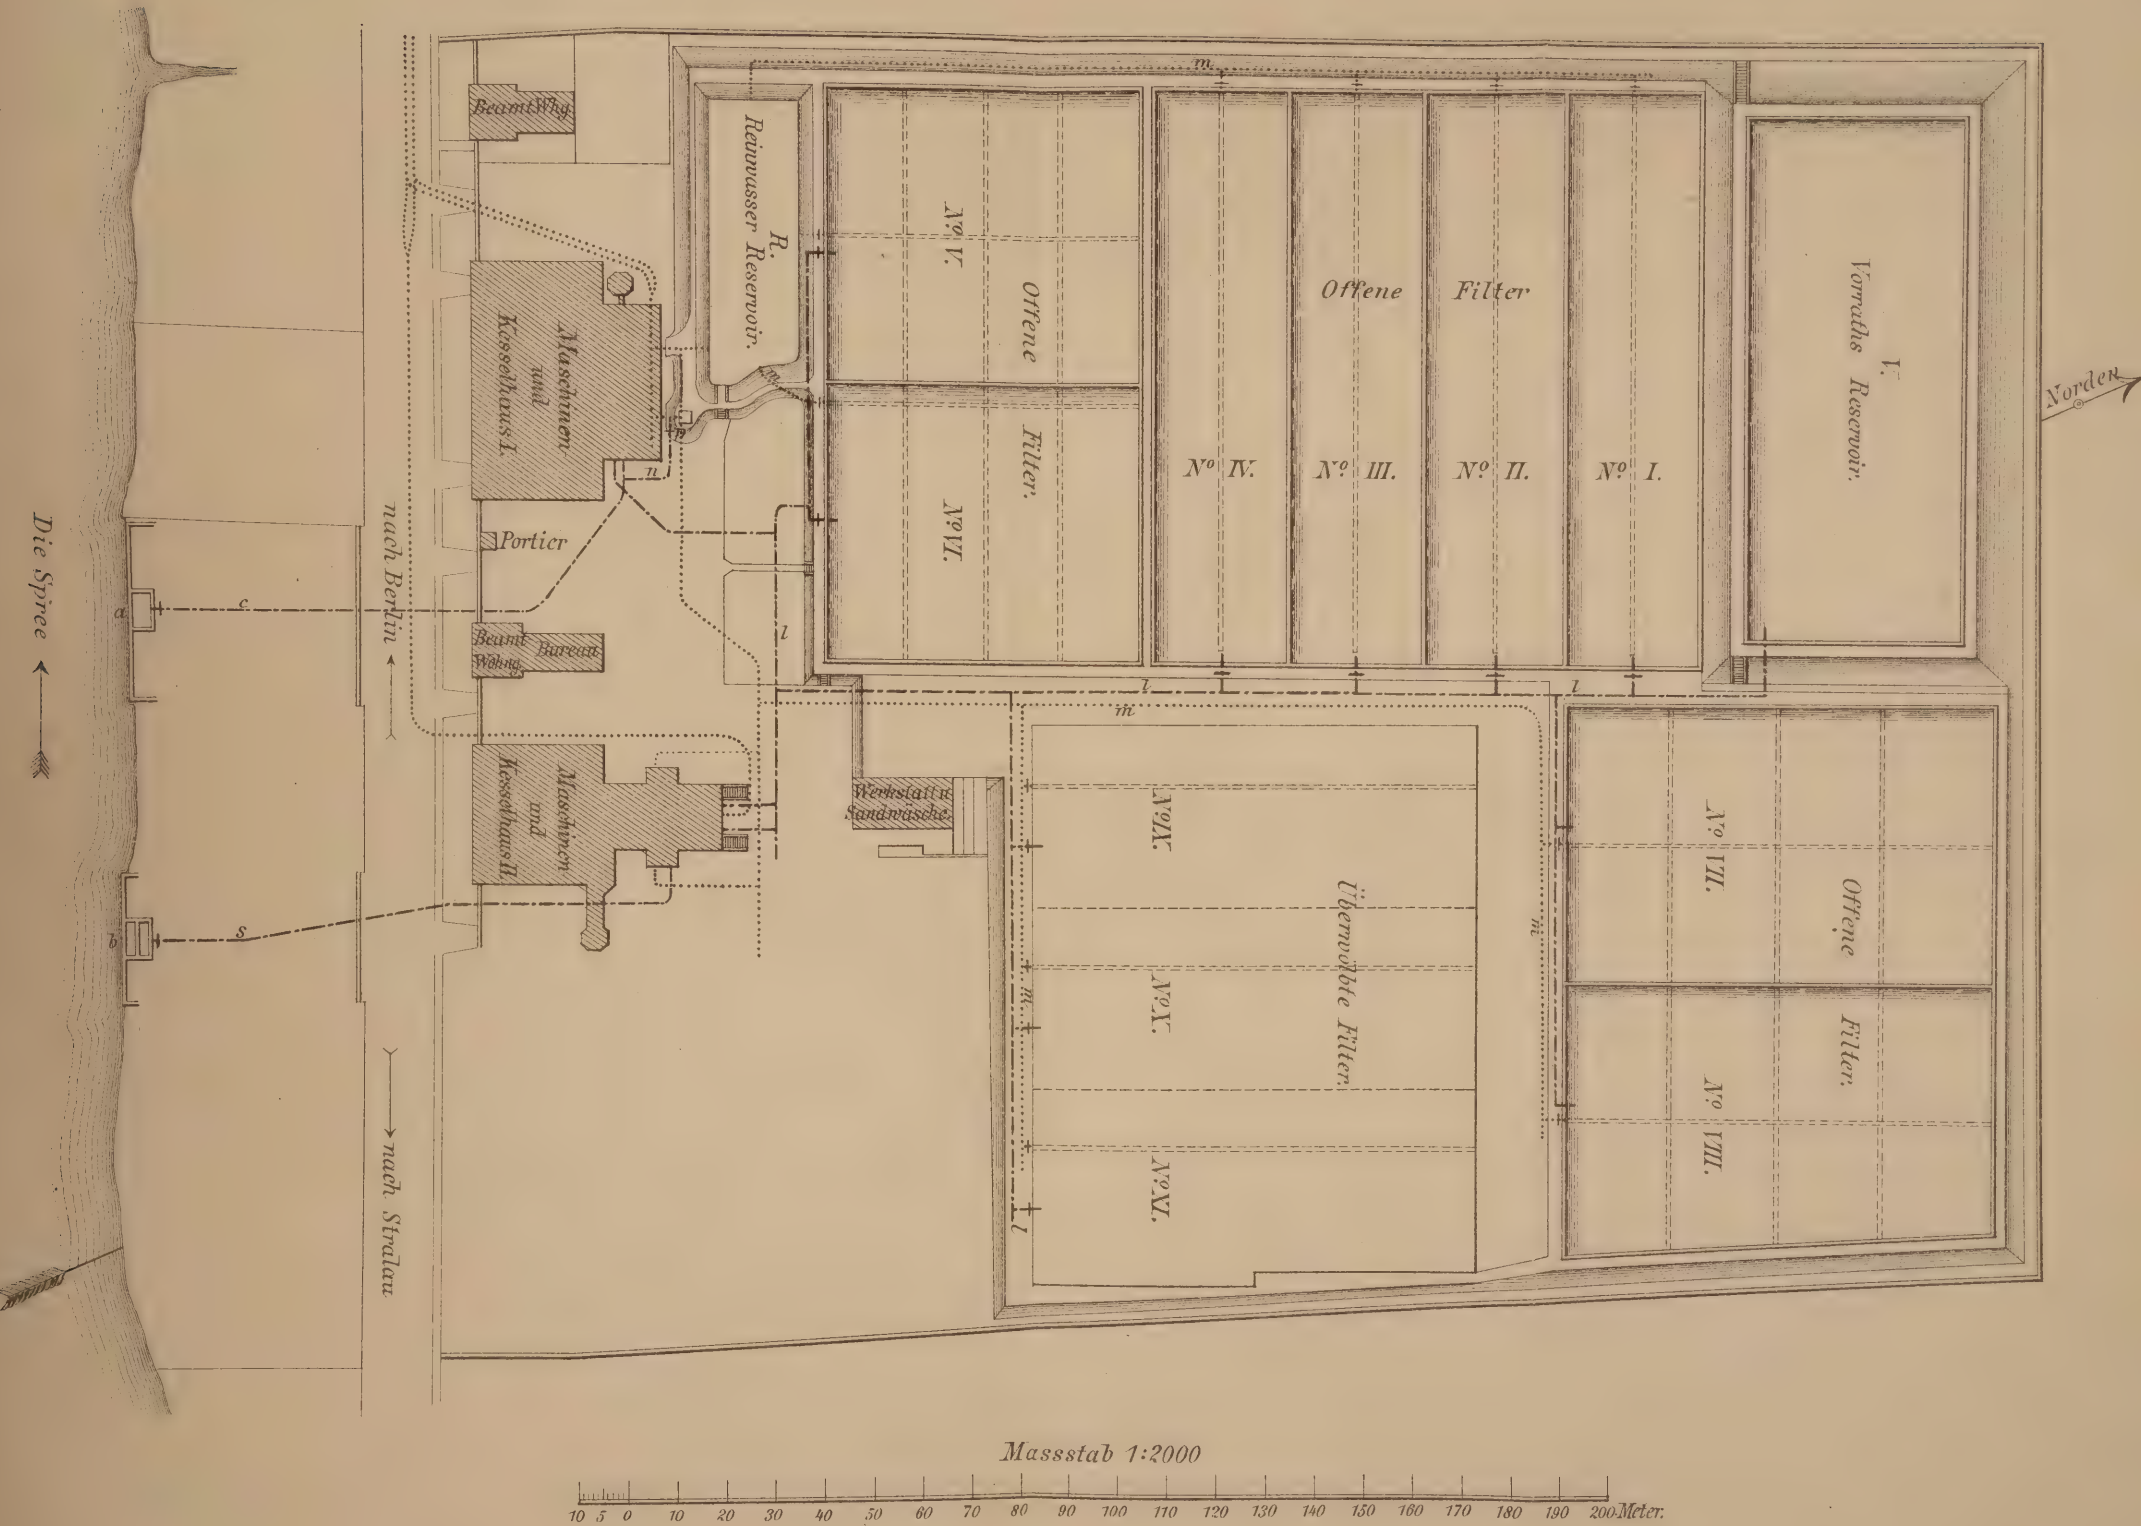 m
BeamtWhg.
R.
Reinwasser Reservoir.
No. V.
Offene
Filter.
No. VI.
Offene Filter
No. IV.
No. III.
No. II.
No. I.
V.
Vorraths Reservoir.
Norden
Maschinen
und
Kesselhaus I.
m
n
Portier
nach Berlin
Die Spree
a
c
l
Beamt
Wohng.
Bureau
l
l
m
Maschinen
und
Kesselhaus II.
Werkstatt u
Sandwäsche.
No. IX.
No. VII.
Offene
Filter.
Überwölbte Filter.
b
s
m
m
No. X.
No. VIII.
No. XI.
l
nach Stralau.
Massstab 1:2000
10 5 0 10 20 30 40 50 60 70 80 90 100 110 120 130 140 150 160 170 180 190 200 Meter.